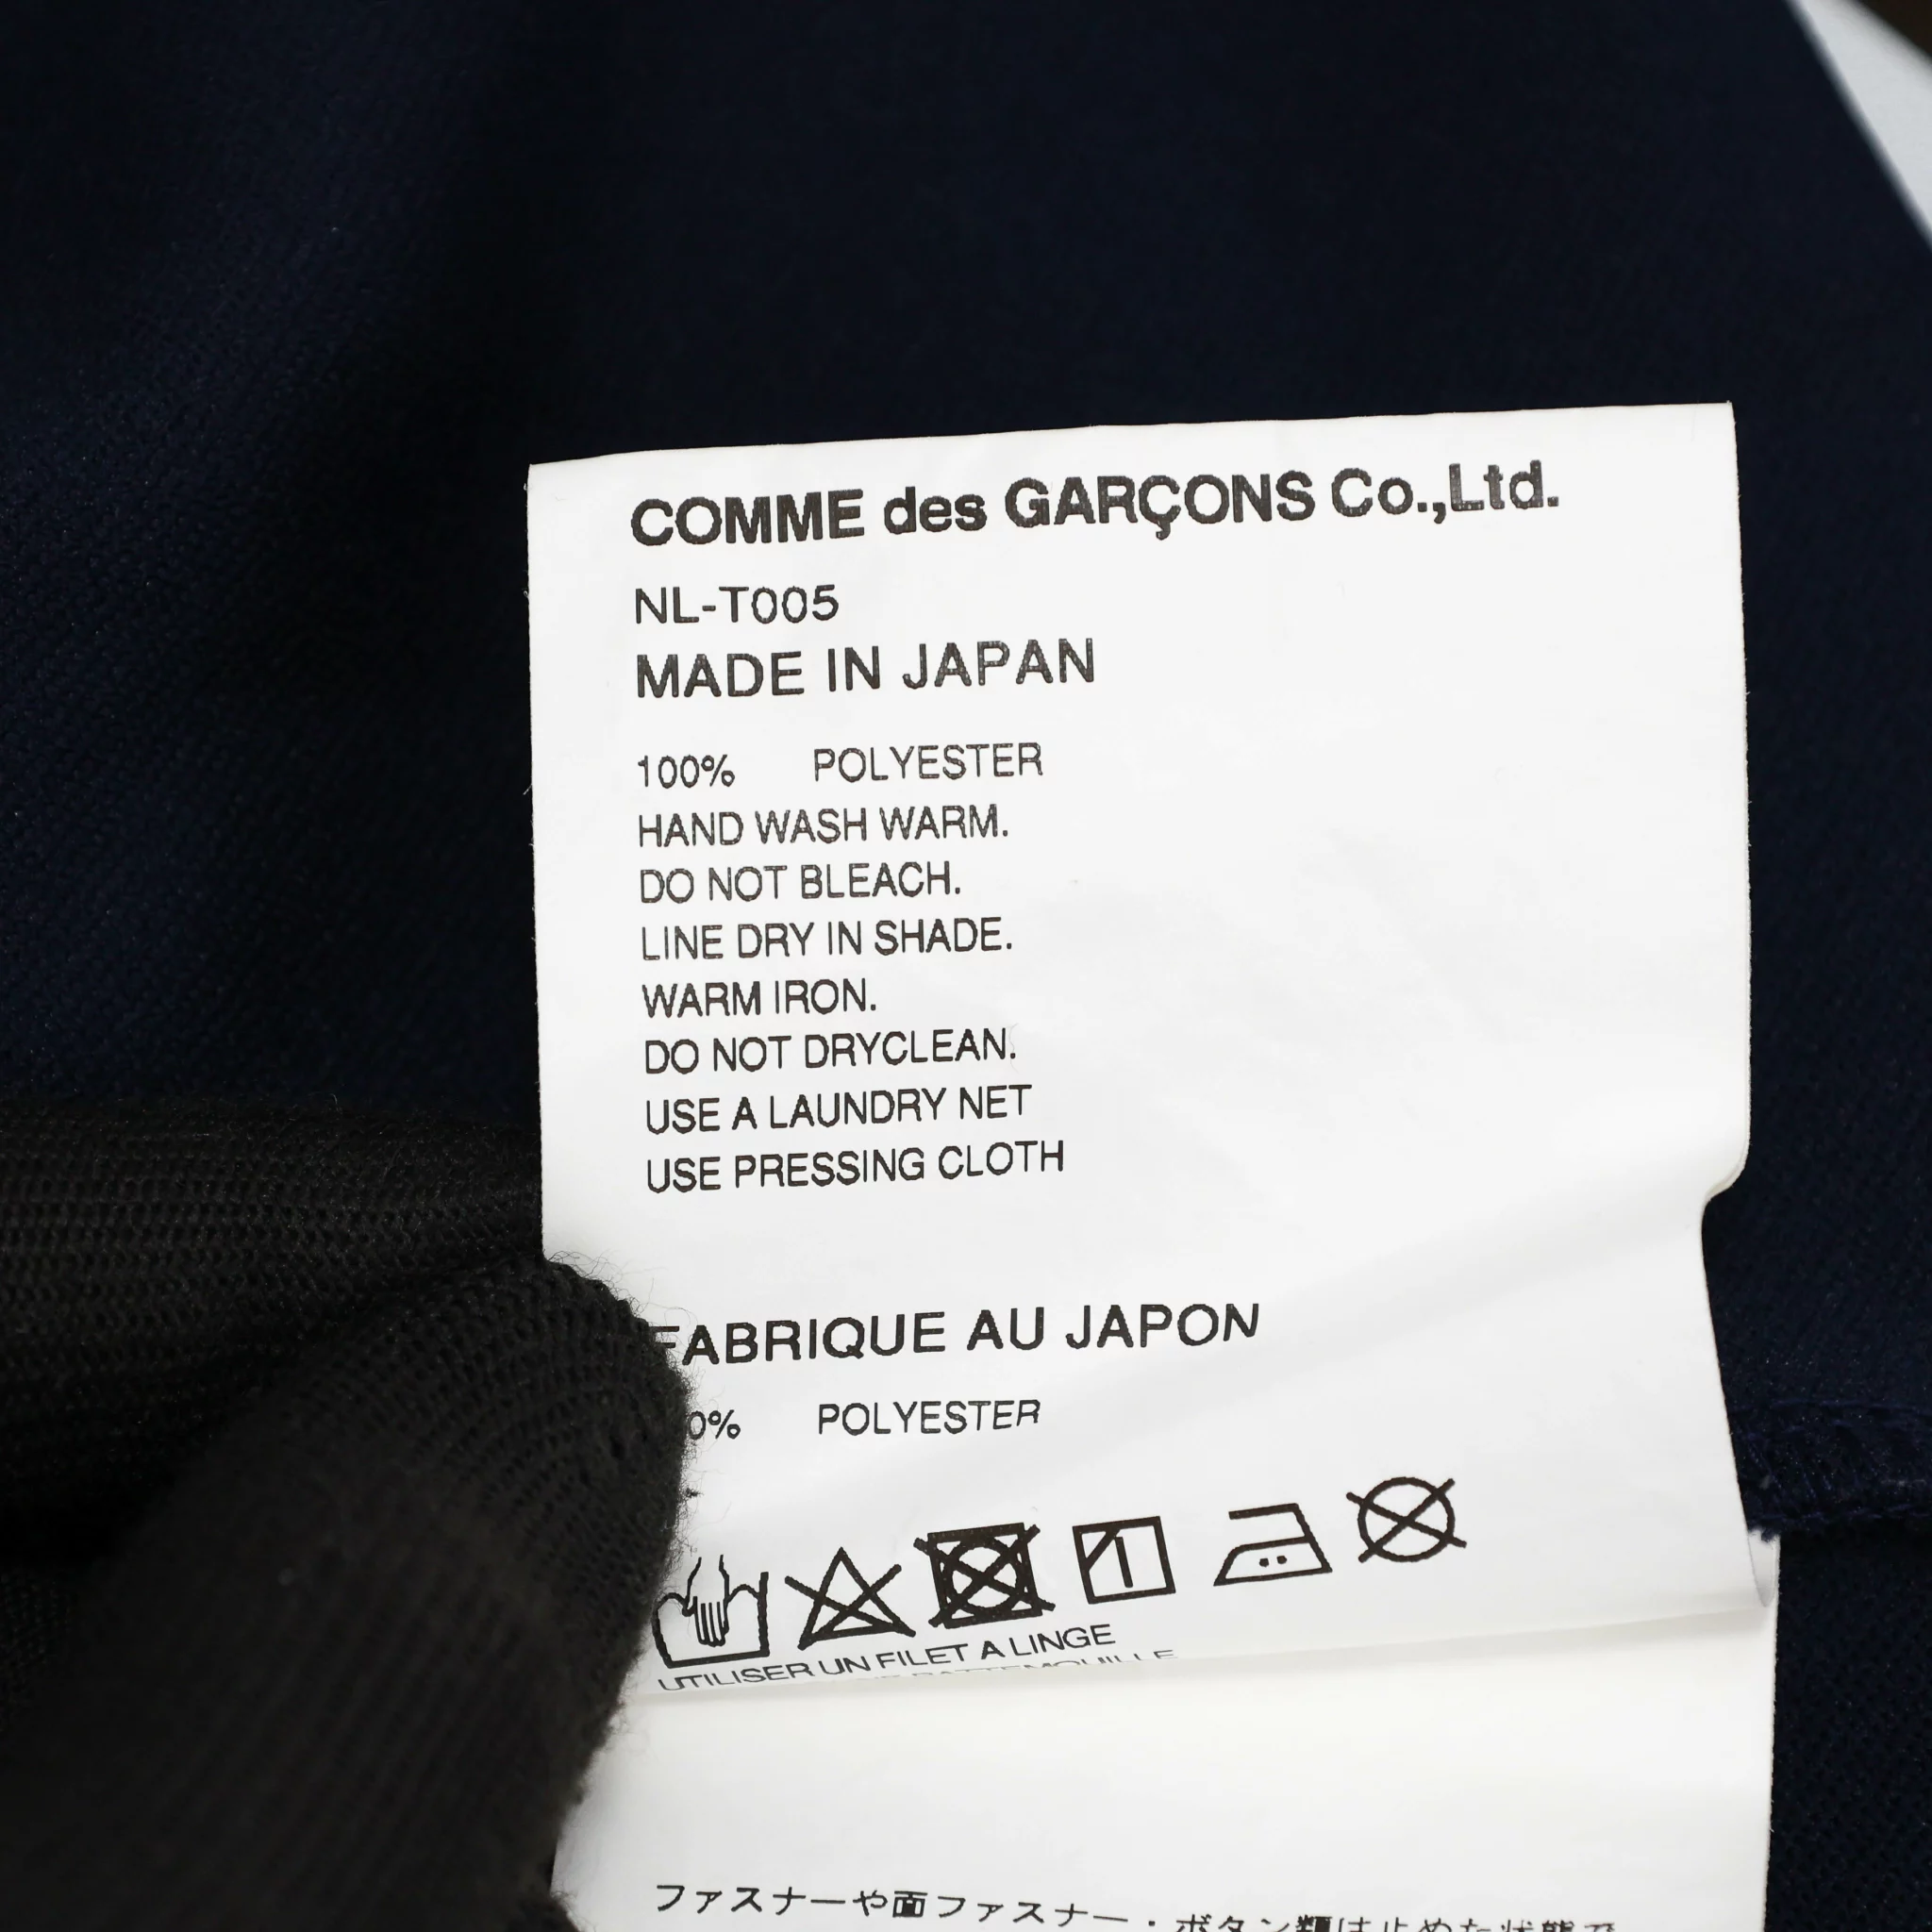 COMME des GARÇONS Co.,Ltd.
NL-T005
MADE IN JAPAN
100% POLYESTER
HAND WASH WARM.
DO NOT BLEACH.
LINE DRY IN SHADE.
WARM IRON.
DO NOT DRYCLEAN.
USE A LAUNDRY NET
USE PRESSING CLOTH
FABRIQUE AU JAPON
0% POLYESTER
1
UTILISER UN FILET A LINGE
ファスナーや面ファスナー・ボタン類は止めた状態で